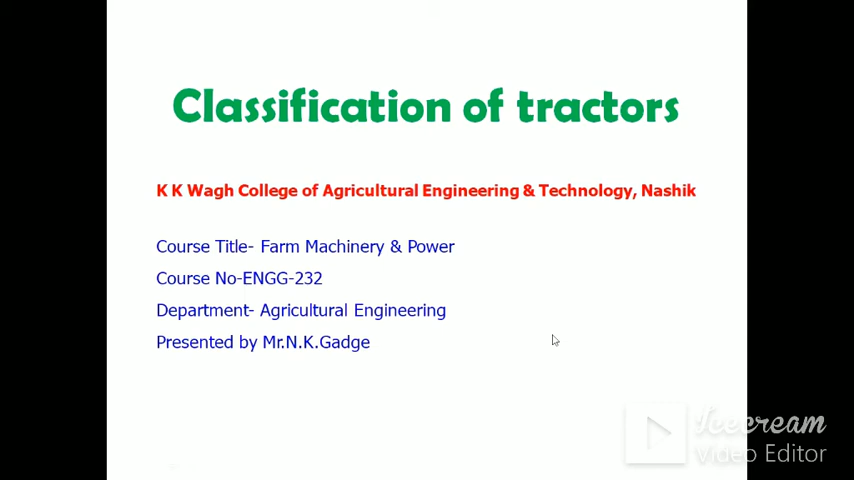 Classification of tractors
K K Wagh College of Agricultural Engineering & Technology, Nashik
Course Title- Farm Machinery & Power
Course No-ENGG-232
Department- Agricultural Engineering
Presented by Mr.N.K.Gadge
Icecream
Video Editor